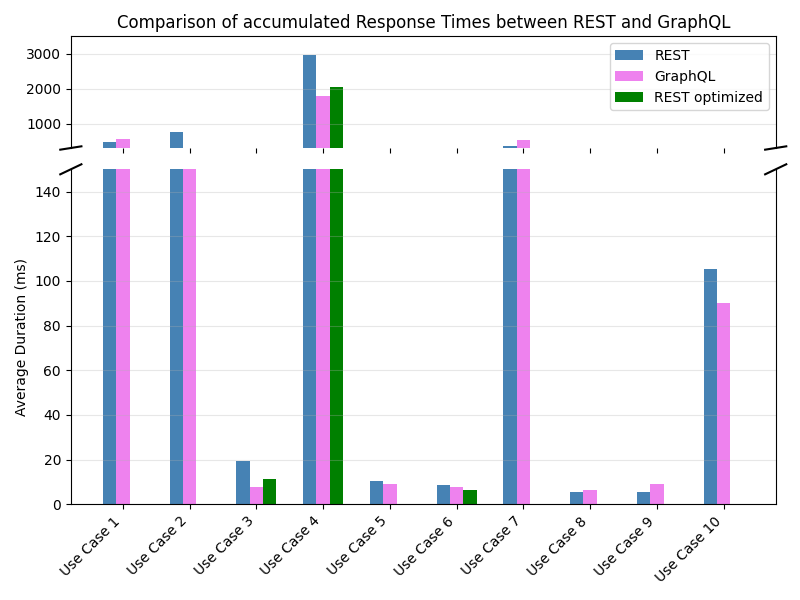 Comparison of accumulated Response Times between REST and GraphQL
REST
GraphQL
REST optimized
3000
2000
1000
140
120
100
80
60
40
20
0
Average Duration (ms)
Use Case 1
Use Case 2
Use Case 3
Use Case 4
Use Case 5
Use Case 6
Use Case 7
Use Case 8
Use Case 9
Use Case 10